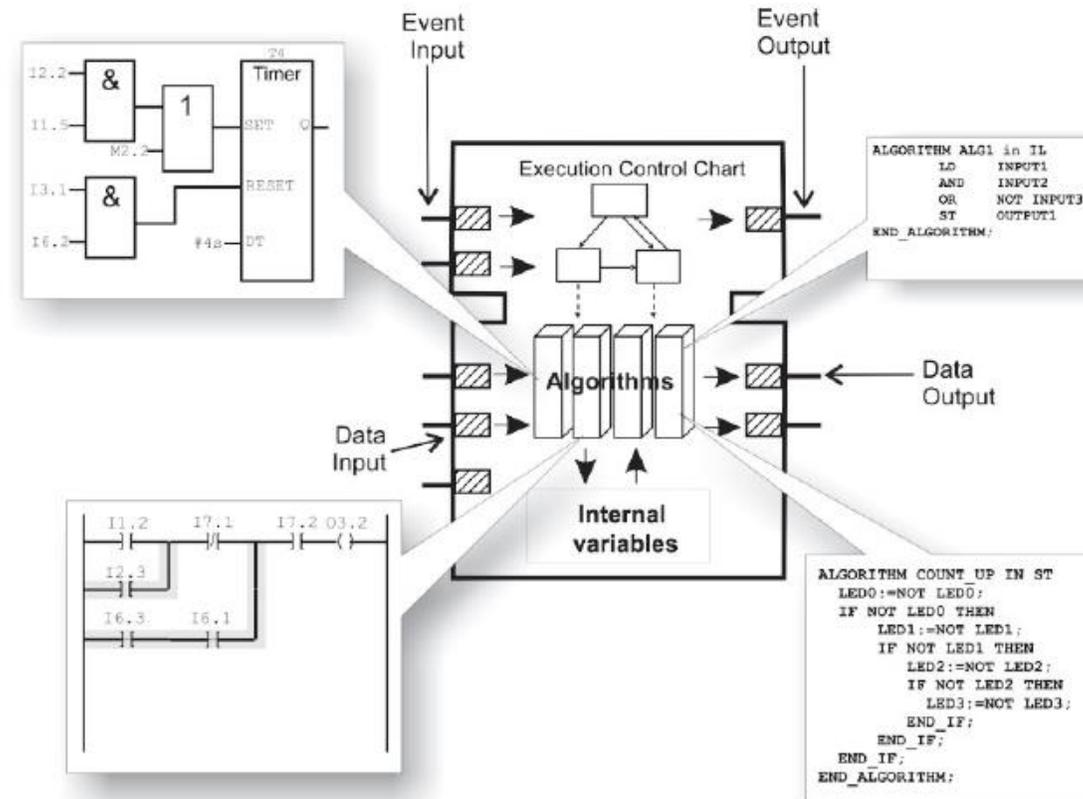 Event
Input
Event
Output
T4
Timer
I2.2
&
I1.5
1
SET Q
M2.2
I3.1
&
RESET
I6.2
#4s
DT
Execution Control Chart
ALGORITHM ALG1 in IL
LD INPUT1
AND INPUT2
OR NOT INPUT3
ST OUTPUT1
END_ALGORITHM;
Algorithms
Data
Output
Data
Input
Internal
variables
I1.2 I7.1 I7.2 O3.2
I2.3
I6.3 I6.1
ALGORITHM COUNT_UP IN ST
LED0:=NOT LED0;
IF NOT LED0 THEN
LED1:=NOT LED1;
IF NOT LED1 THEN
LED2:=NOT LED2;
IF NOT LED2 THEN
LED3:=NOT LED3;
END_IF;
END_IF;
END_IF;
END_ALGORITHM;